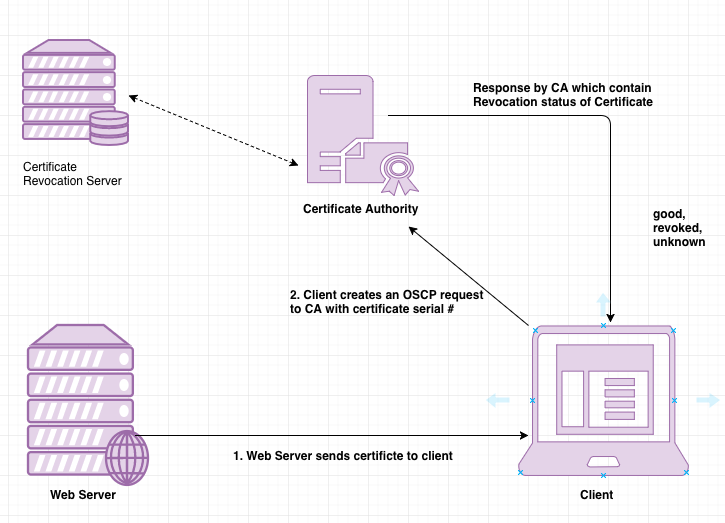 Response by CA which contain
Revocation status of Certificate
Certificate
Revocation Server
Certificate Authority
good,
revoked,
unknown
2. Client creates an OSCP request
to CA with certificate serial #
1. Web Server sends certificte to client
Web Server
Client